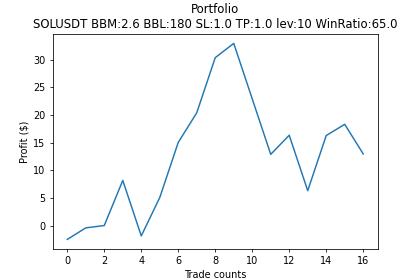 Portfolio
SOLUSDT BBM:2.6 BBL:180 SL:1.0 TP:1.0 lev:10 WinRatio:65.0
Profit ($)
30
25
20
15
10
5
0
0 2 4 6 8 10 12 14 16
Trade counts